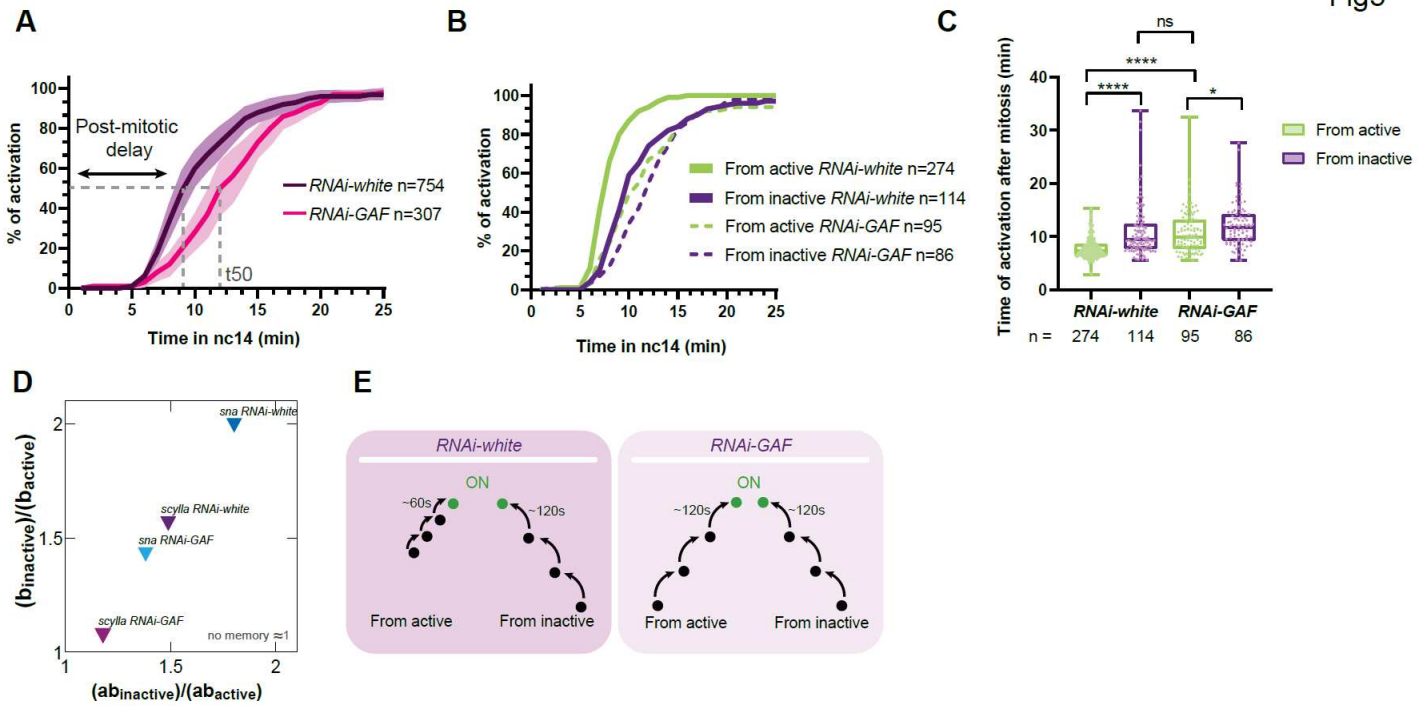 Fig5
A
% of activation
100
80
60
40
20
0
Post-mitotic
delay
RNAi-white n=754
RNAi-GAF n=307
t50
0 5 10 15 20 25
Time in nc14 (min)
B
% of activation
100
80
60
40
20
0
From active RNAi-white n=274
From inactive RNAi-white n=114
From active RNAi-GAF n=95
From inactive RNAi-GAF n=86
0 5 10 15 20 25
Time in nc14 (min)
C
Time of activation after mitosis (min)
40
30
20
10
0
ns
****
****
*
From active
From inactive
RNAi-white RNAi-GAF
n = 274 114 95 86
D
(binactive)/(bactive)
2
1.5
1
sna RNAi-white
scylla RNAi-white
sna RNAi-GAF
scylla RNAi-GAF
no memory ≈1
1 1.5 2
(abinactive)/(abactive)
E
RNAi-white
ON
~60s
~120s
From active From inactive
RNAi-GAF
ON
~120s
~120s
From active From inactive